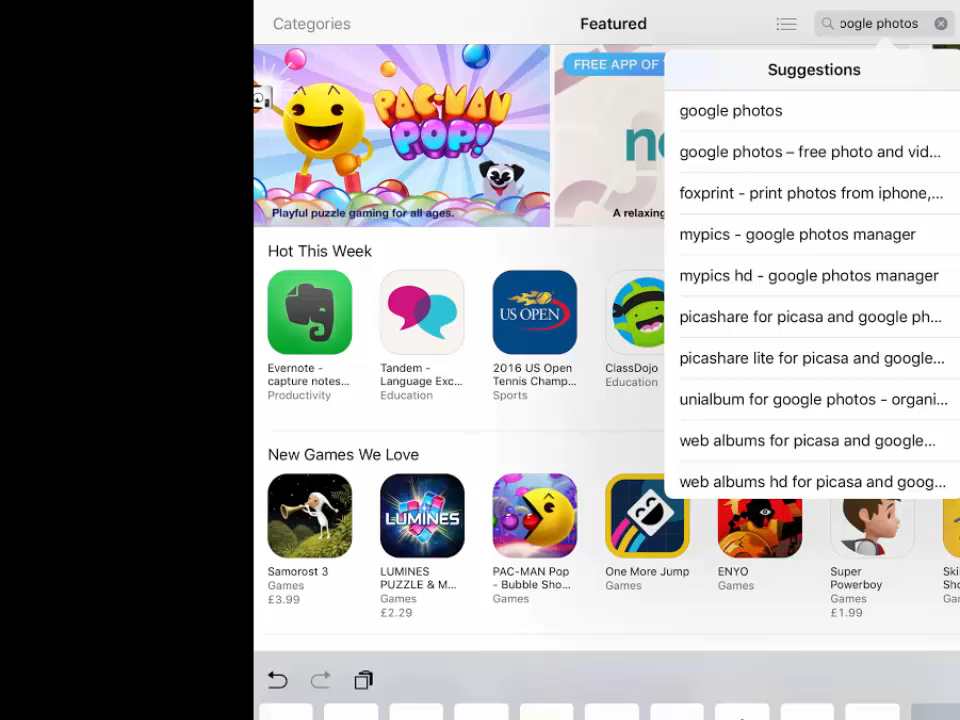 Categories
Featured
oogle photos
PAC-MAN
POP!
Playful puzzle gaming for all ages.
FREE APP OF
A relaxing
Suggestions
google photos
google photos – free photo and vid...
foxprint - print photos from iphone,...
mypics - google photos manager
mypics hd - google photos manager
picashare for picasa and google ph...
picashare lite for picasa and google...
unialbum for google photos - organi...
web albums for picasa and google...
web albums hd for picasa and goog...
Hot This Week
US OPEN
Evernote -
capture notes...
Productivity
Tandem -
Language Exc...
Education
2016 US Open
Tennis Champ...
Sports
ClassDojo
Education
New Games We Love
LUMINES
Samorost 3
Games
£3.99
LUMINES
PUZZLE & M...
Games
£2.29
PAC-MAN Pop
- Bubble Sho...
Games
One More Jump
Games
ENYO
Games
Super
Powerboy
Games
£1.99